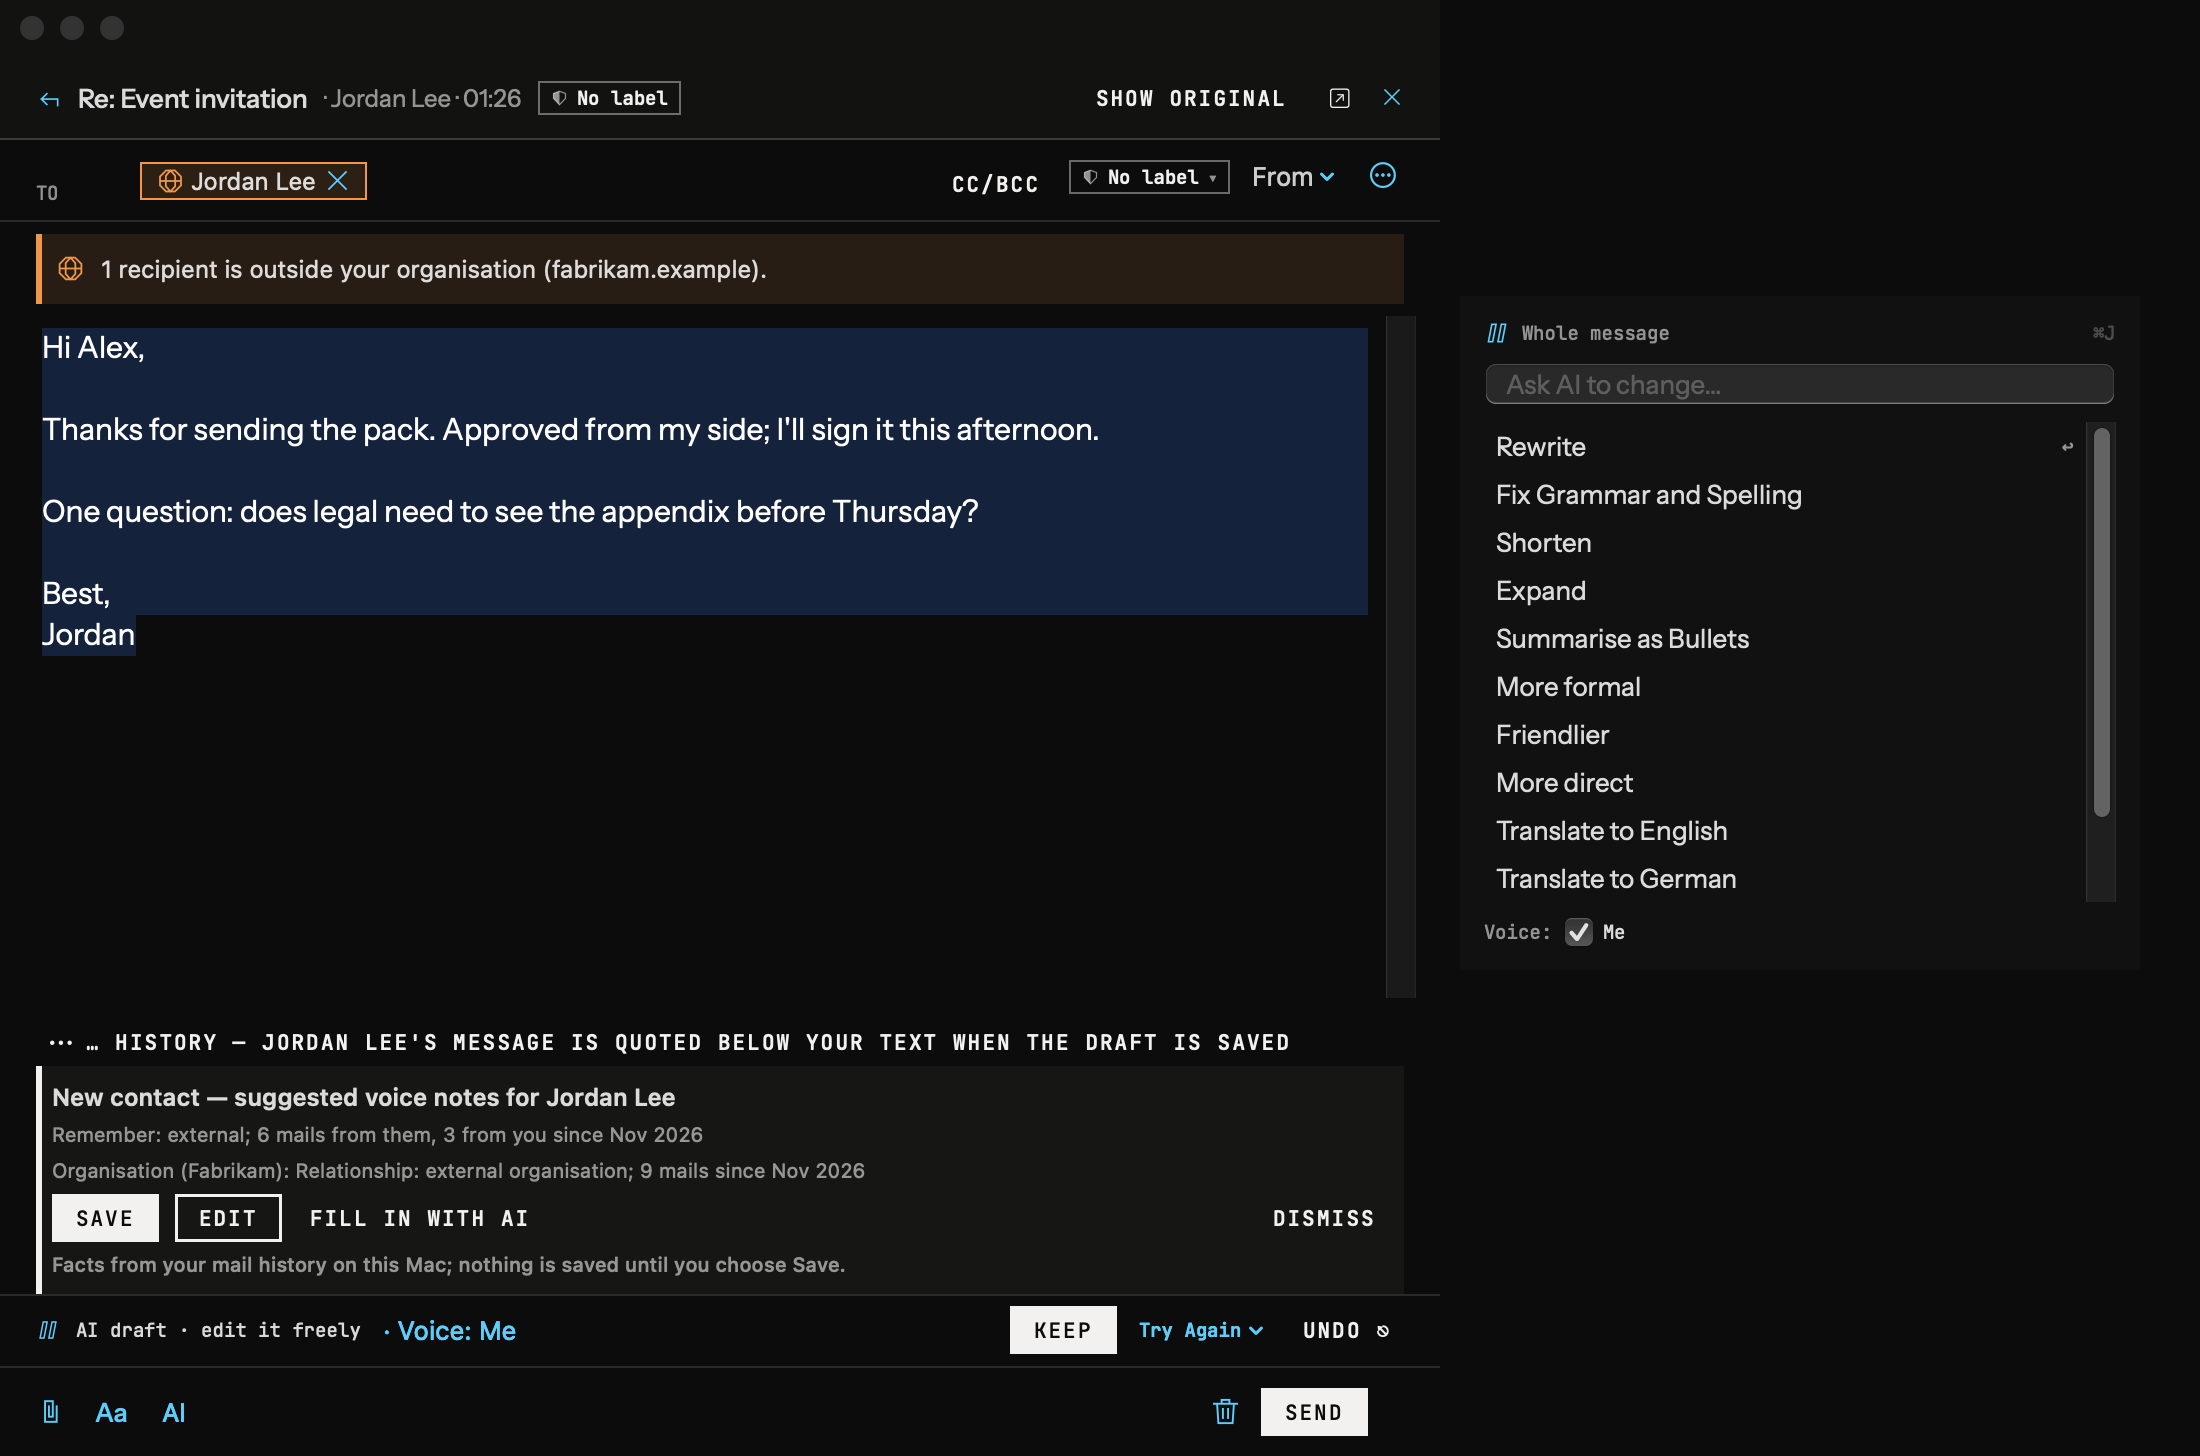 Re: Event invitation · Jordan Lee · 01:26 No label SHOW ORIGINAL
TO Jordan Lee CC/BCC No label From
1 recipient is outside your organisation (fabrikam.example).
Hi Alex,
Thanks for sending the pack. Approved from my side; I'll sign it this afternoon.
One question: does legal need to see the appendix before Thursday?
Best,
Jordan
··· … HISTORY — JORDAN LEE'S MESSAGE IS QUOTED BELOW YOUR TEXT WHEN THE DRAFT IS SAVED
New contact — suggested voice notes for Jordan Lee
Remember: external; 6 mails from them, 3 from you since Nov 2026
Organisation (Fabrikam): Relationship: external organisation; 9 mails since Nov 2026
SAVE EDIT FILL IN WITH AI DISMISS
Facts from your mail history on this Mac; nothing is saved until you choose Save.
AI draft · edit it freely · Voice: Me KEEP Try Again UNDO
Aa AI SEND
Whole message ⌘J
Ask AI to change...
Rewrite
Fix Grammar and Spelling
Shorten
Expand
Summarise as Bullets
More formal
Friendlier
More direct
Translate to English
Translate to German
Voice: Me